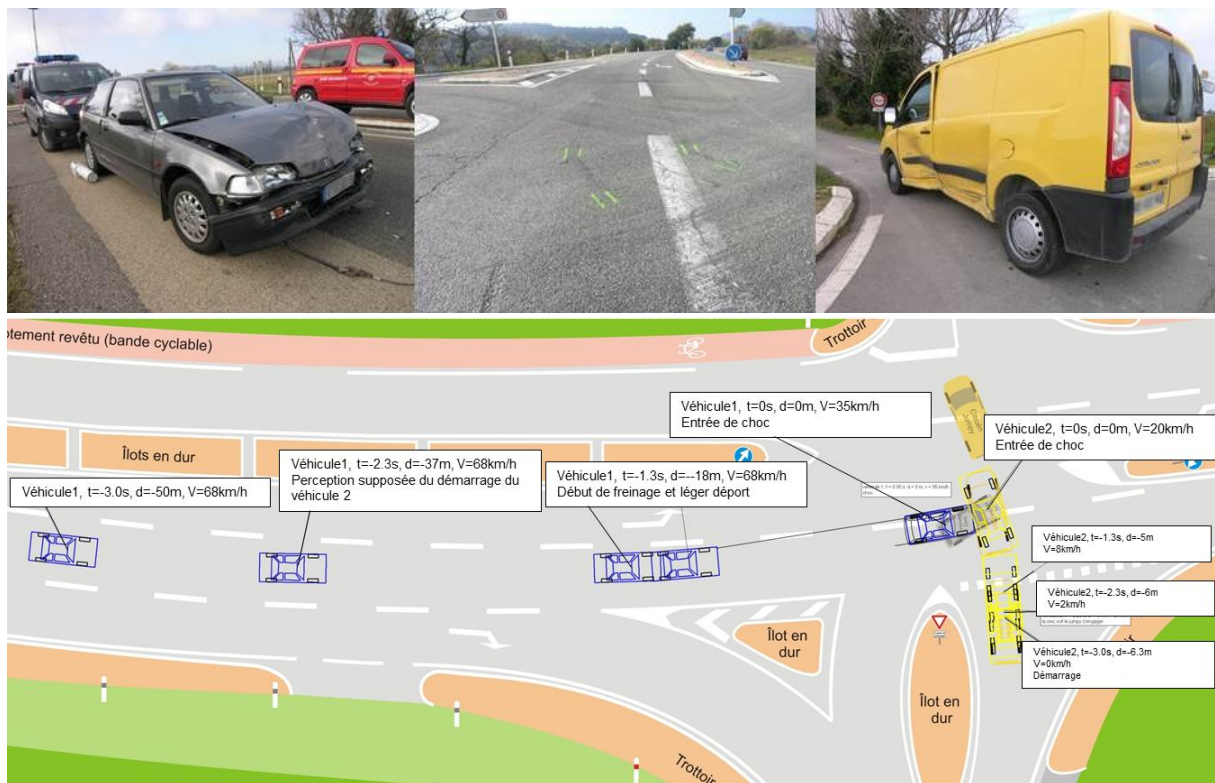 otement revêtu (bande cyclable)
Trottoir
Véhicule1, t=0s, d=0m, V=35km/h
Entrée de choc
Citroën
Jumpy
Véhicule2, t=0s, d=0m, V=20km/h
Entrée de choc
Îlots en dur
Véhicule1, t=-2.3s, d=-37m, V=68km/h
Perception supposée du démarrage du
véhicule 2
Véhicule1, t=-1.3s, d=--18m, V=68km/h
Début de freinage et léger déport
Véhicule1, t=-3.0s, d=-50m, V=68km/h
Véhicule2, t=-1.3s, d=-5m
V=8km/h
Véhicule2, t=-2.3s, d=-6m
V=2km/h
Véhicule2, t=-3.0s, d=-6.3m
V=0km/h
Démarrage
Îlot en
dur
Îlot en
dur
Trottoir
Trottoir